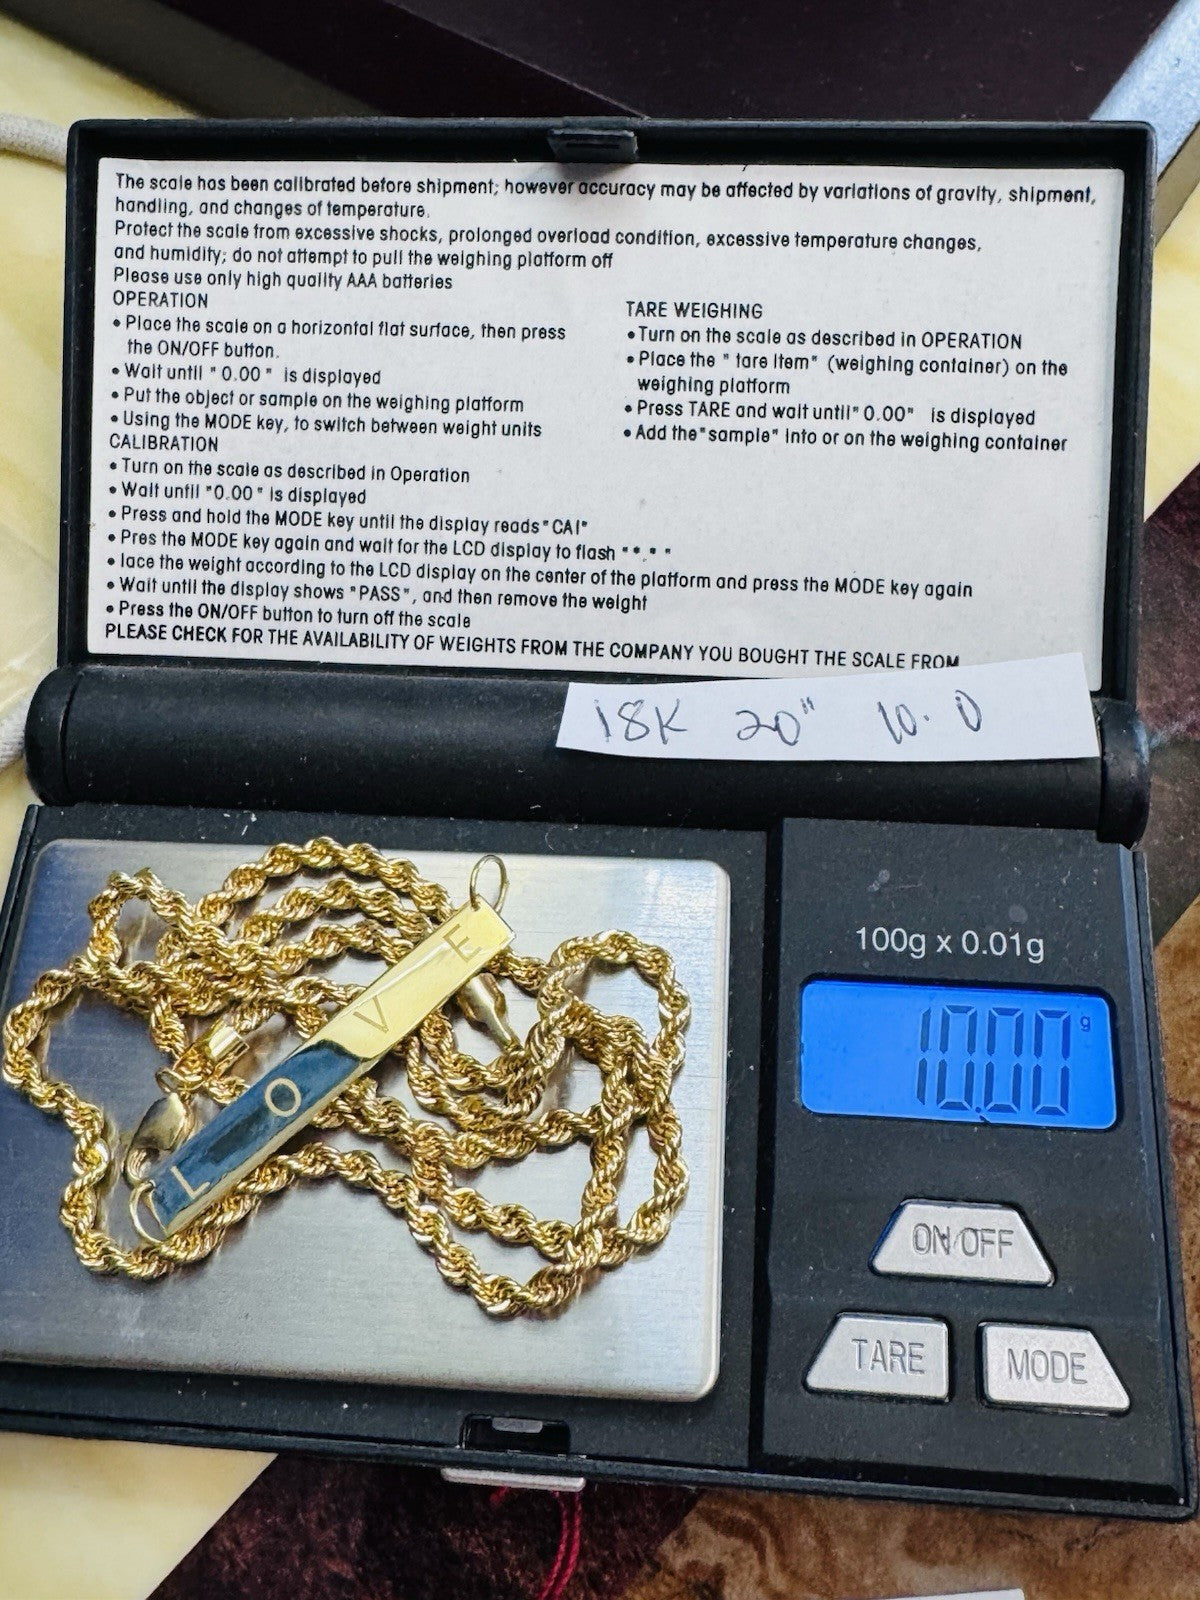 The scale has been calibrated before shipment; however accuracy may be affected by variations of gravity, shipment,
handling, and changes of temperature.
Protect the scale from excessive shocks, prolonged overload condition, excessive temperature changes,
and humidity; do not attempt to pull the weighing platform off
Please use only high quality AAA batteries
OPERATION
• Place the scale on a horizontal flat surface, then press
the ON/OFF button.
• Wait until " 0.00 " is displayed
• Put the object or sample on the weighing platform
• Using the MODE key, to switch between weight units
CALIBRATION
• Turn on the scale as described in Operation
• Wait until "0.00 " is displayed
• Press and hold the MODE key until the display reads "CAI"
• Pres the MODE key again and wait for the LCD display to flash "* * * "
• lace the weight according to the LCD display on the center of the platform and press the MODE key again
• Wait until the display shows "PASS", and then remove the weight
• Press the ON/OFF button to turn off the scale
PLEASE CHECK FOR THE AVAILABILITY OF WEIGHTS FROM THE COMPANY YOU BOUGHT THE SCALE FROM
TARE WEIGHING
• Turn on the scale as described in OPERATION
• Place the " tare item" (weighing container) on the
weighing platform
• Press TARE and wait until" 0.00" is displayed
• Add the"sample" into or on the weighing container
18K 20" 10.0
LOVE
100g x 0.01g
10.00 g
ON/OFF
TARE
MODE